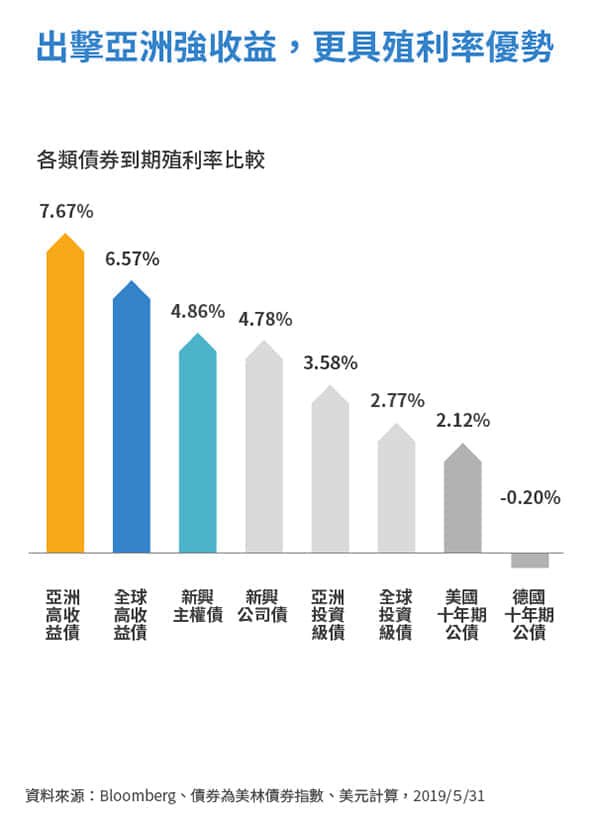 出擊亞洲強收益，更具殖利率優勢
各類債券到期殖利率比較
7.67%
6.57%
4.86%
4.78%
3.58%
2.77%
2.12%
-0.20%
亞洲
高收
益債
全球
高收
益債
新興
主權債
新興
公司債
亞洲
投資
級債
全球
投資
級債
美國
十年期
公債
德國
十年期
公債
資料來源：Bloomberg、債券為美林債券指數、美元計算，2019/5/31